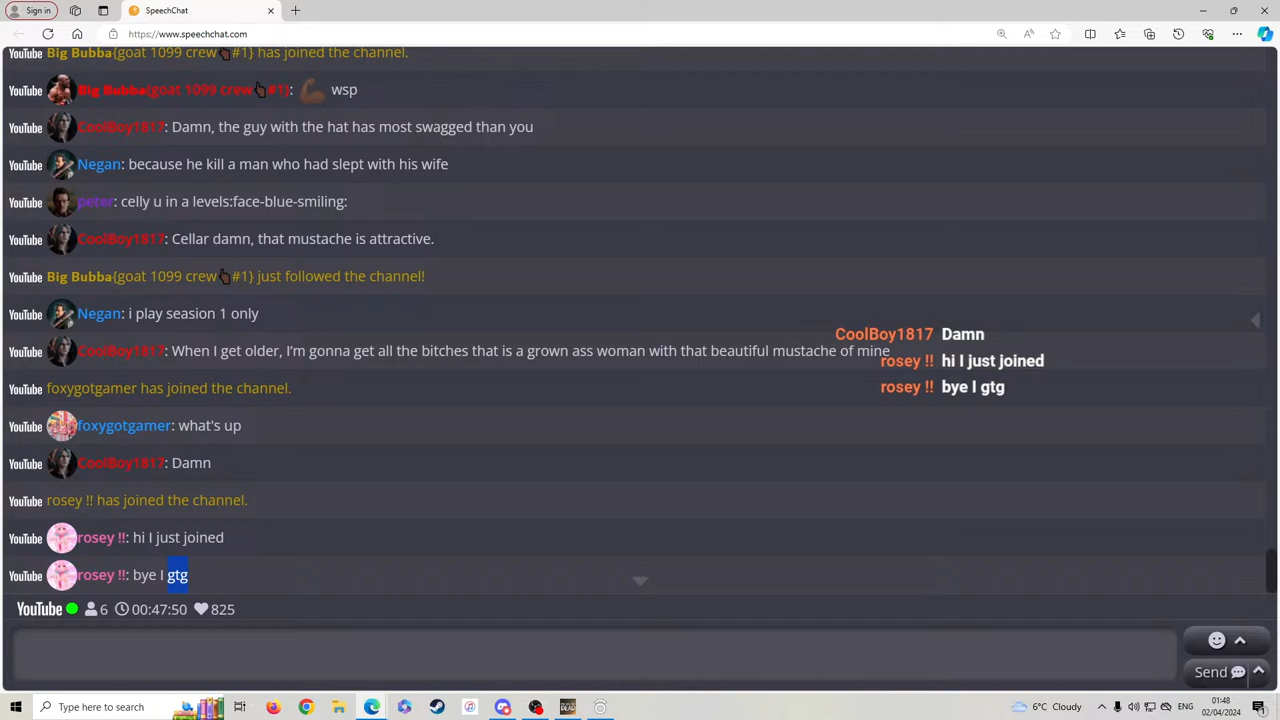 Sign in
SpeechChat
https://www.speechchat.com
YouTube Big Bubba{goat 1099 crew👆🏿#1} has joined the channel.
YouTube Big Bubba{goat 1099 crew👆🏿#1}: 💪🏿 wsp
YouTube CoolBoy1817: Damn, the guy with the hat has most swagged than you
YouTube Negan: because he kill a man who had slept with his wife
YouTube peter: celly u in a levels:face-blue-smiling:
YouTube CoolBoy1817: Cellar damn, that mustache is attractive.
YouTube Big Bubba{goat 1099 crew👆🏿#1} just followed the channel!
YouTube Negan: i play seasion 1 only
CoolBoy1817 Damn
YouTube CoolBoy1817: When I get older, I’m gonna get all the bitches that is a grown ass woman with that beautiful mustache of mine
rosey !! hi I just joined
YouTube foxygotgamer has joined the channel.
rosey !! bye I gtg
YouTube foxygotgamer: what's up
YouTube CoolBoy1817: Damn
YouTube rosey !! has joined the channel.
YouTube rosey !!: hi I just joined
YouTube rosey !!: bye I gtg
YouTube 6 00:47:50 825
Send
Type here to search
6°C Cloudy
ENG
01:48
02/04/2024